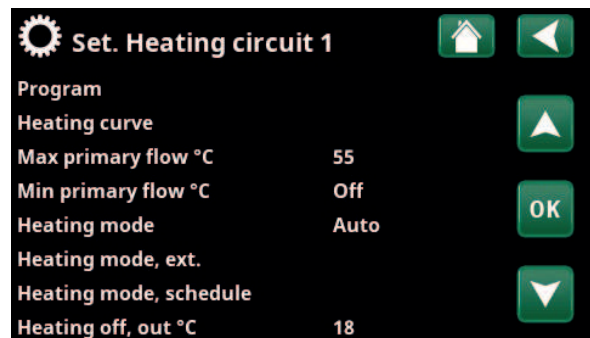 Set. Heating circuit 1
Program
Heating curve
Max primary flow °C 55
Min primary flow °C Off
Heating mode Auto
OK
Heating mode, ext.
Heating mode, schedule
Heating off, out °C 18